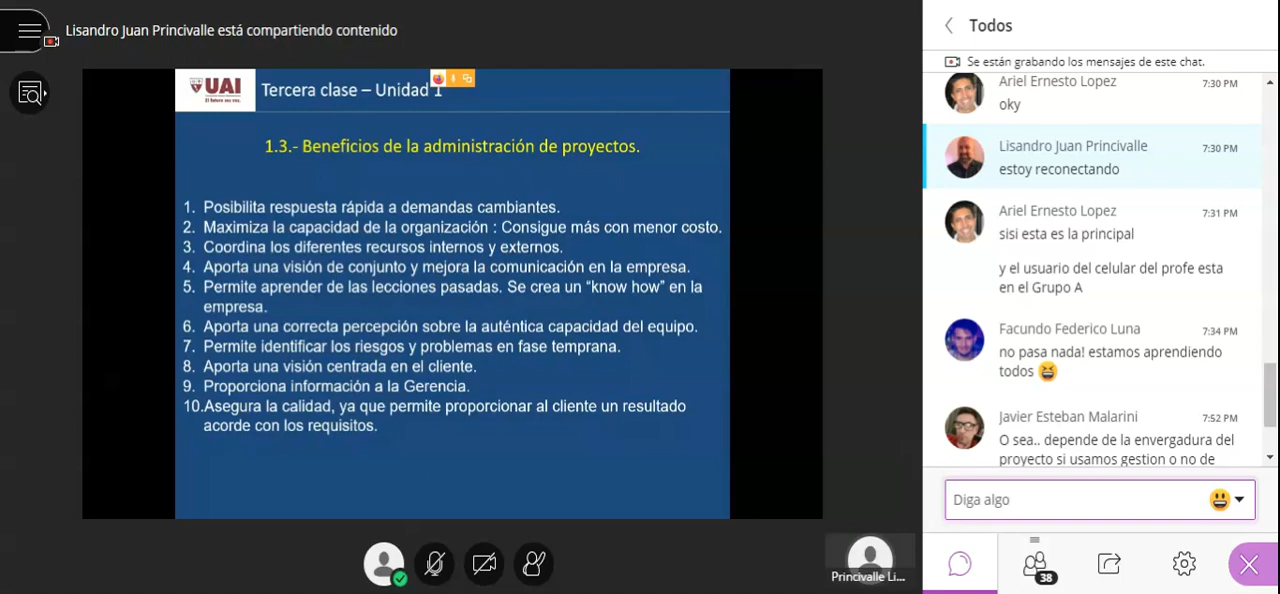 Lisandro Juan Princivalle está compartiendo contenido
UAI
El futuro sos vos.
Tercera clase – Unidad 1
1.3.- Beneficios de la administración de proyectos.
1. Posibilita respuesta rápida a demandas cambiantes.
2. Maximiza la capacidad de la organización : Consigue más con menor costo.
3. Coordina los diferentes recursos internos y externos.
4. Aporta una visión de conjunto y mejora la comunicación en la empresa.
5. Permite aprender de las lecciones pasadas. Se crea un “know how” en la
empresa.
6. Aporta una correcta percepción sobre la auténtica capacidad del equipo.
7. Permite identificar los riesgos y problemas en fase temprana.
8. Aporta una visión centrada en el cliente.
9. Proporciona información a la Gerencia.
10.Asegura la calidad, ya que permite proporcionar al cliente un resultado
acorde con los requisitos.
Princivalle Li...
Todos
Se están grabando los mensajes de este chat.
Ariel Ernesto Lopez 7:30 PM
oky
Lisandro Juan Princivalle 7:30 PM
estoy reconectando
Ariel Ernesto Lopez 7:31 PM
sisi esta es la principal
y el usuario del celular del profe esta
en el Grupo A
Facundo Federico Luna 7:34 PM
no pasa nada! estamos aprendiendo
todos 😆
Javier Esteban Malarini 7:52 PM
O sea.. depende de la envergadura del
proyecto si usamos gestion o no de
Diga algo
38